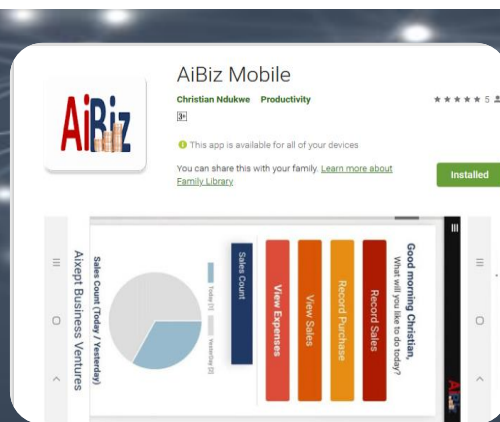 AiBiz Mobile
Christian Ndukwe Productivity
3+
5
This app is available for all of your devices
You can share this with your family. Learn more about
Family Library
Installed
AiBiz
Good morning Christian,
What will you like to do today?
Record Sales
Record Purchase
View Sales
View Expenses
Sales Count
Today [1] YesterDay [2]
Sales Count (Today / Yesterday)
Aixept Business Ventures